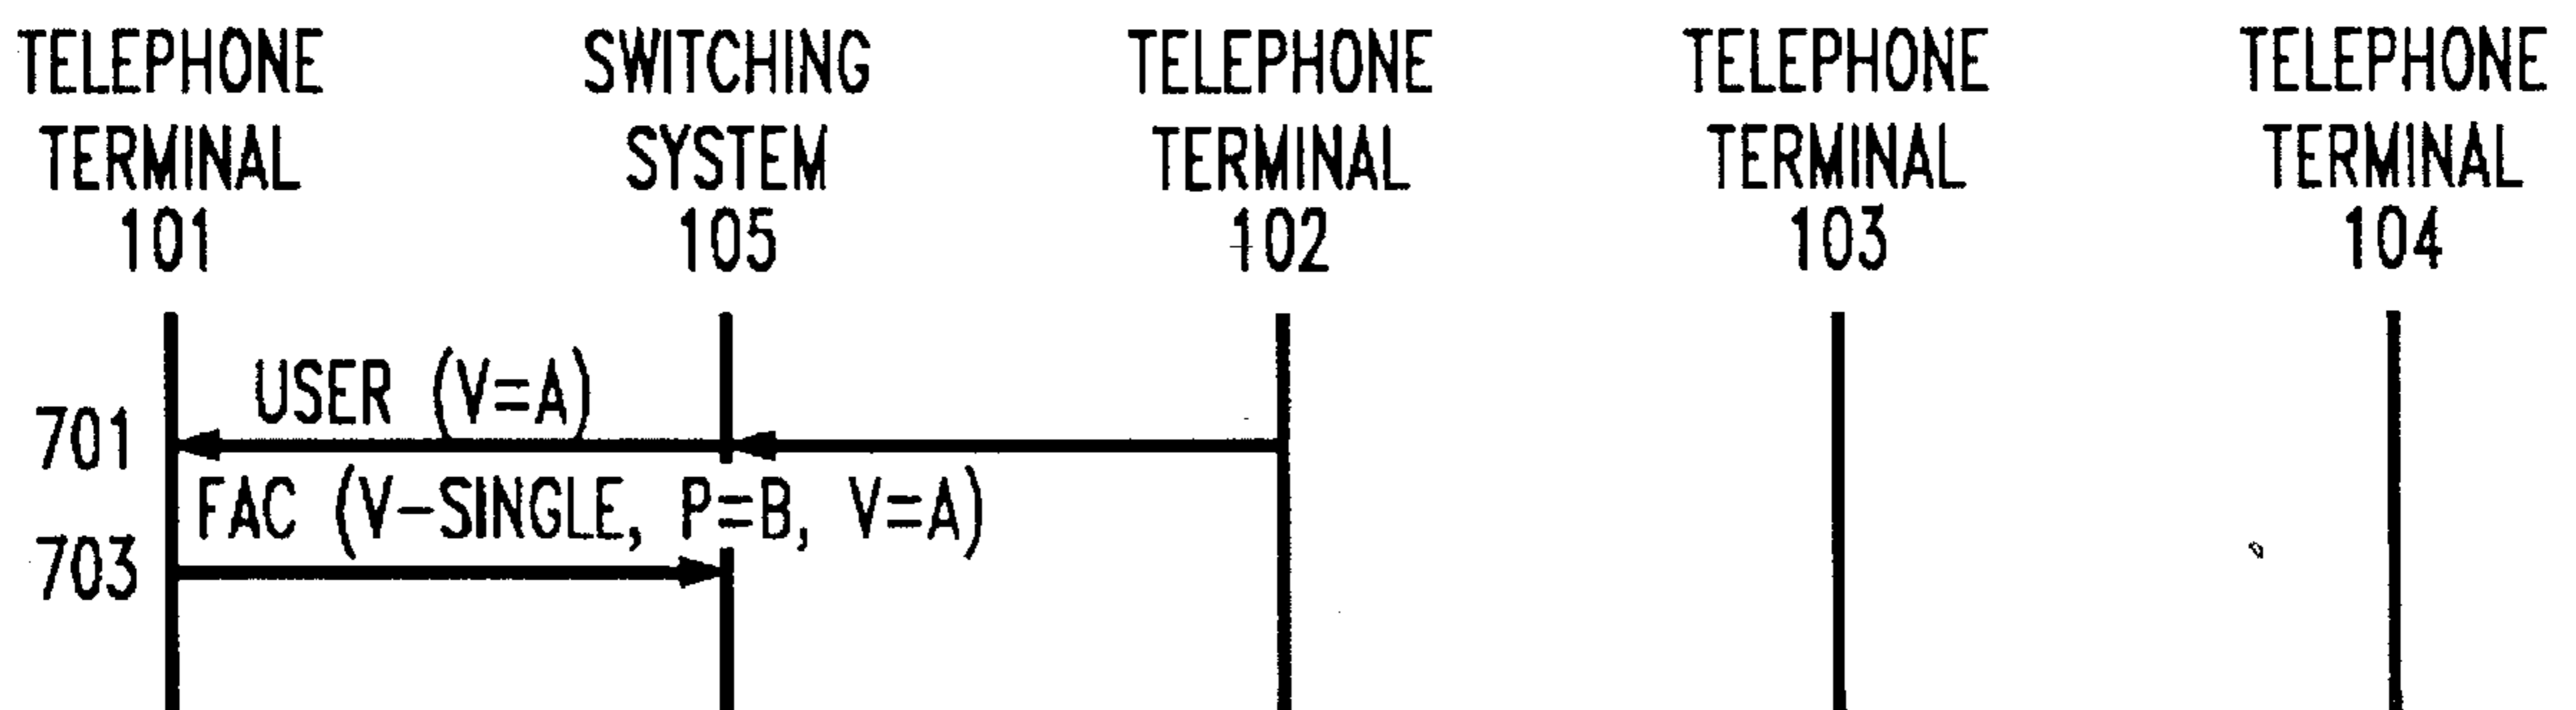 TELEPHONE TERMINAL 101
SWITCHING SYSTEM 105
TELEPHONE TERMINAL 102
TELEPHONE TERMINAL 103
TELEPHONE TERMINAL 104
USER (V=A)
701
FAC (V-SINGLE, P=B, V=A)
703